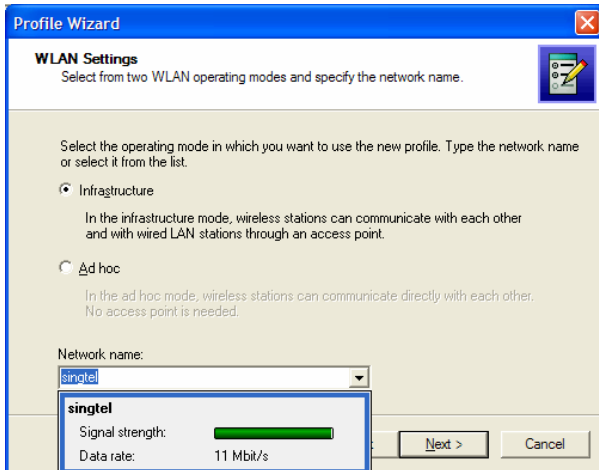 Profile Wizard
WLAN Settings
Select from two WLAN operating modes and specify the network name.
Select the operating mode in which you want to use the new profile. Type the network name
or select it from the list.
Infrastructure
In the infrastructure mode, wireless stations can communicate with each other
and with wired LAN stations through an access point.
Ad hoc
In the ad hoc mode, wireless stations can communicate directly with each other.
No access point is needed.
Network name:
singtel
singtel
Signal strength:
Next >
Cancel
Data rate: 11 Mbit/s